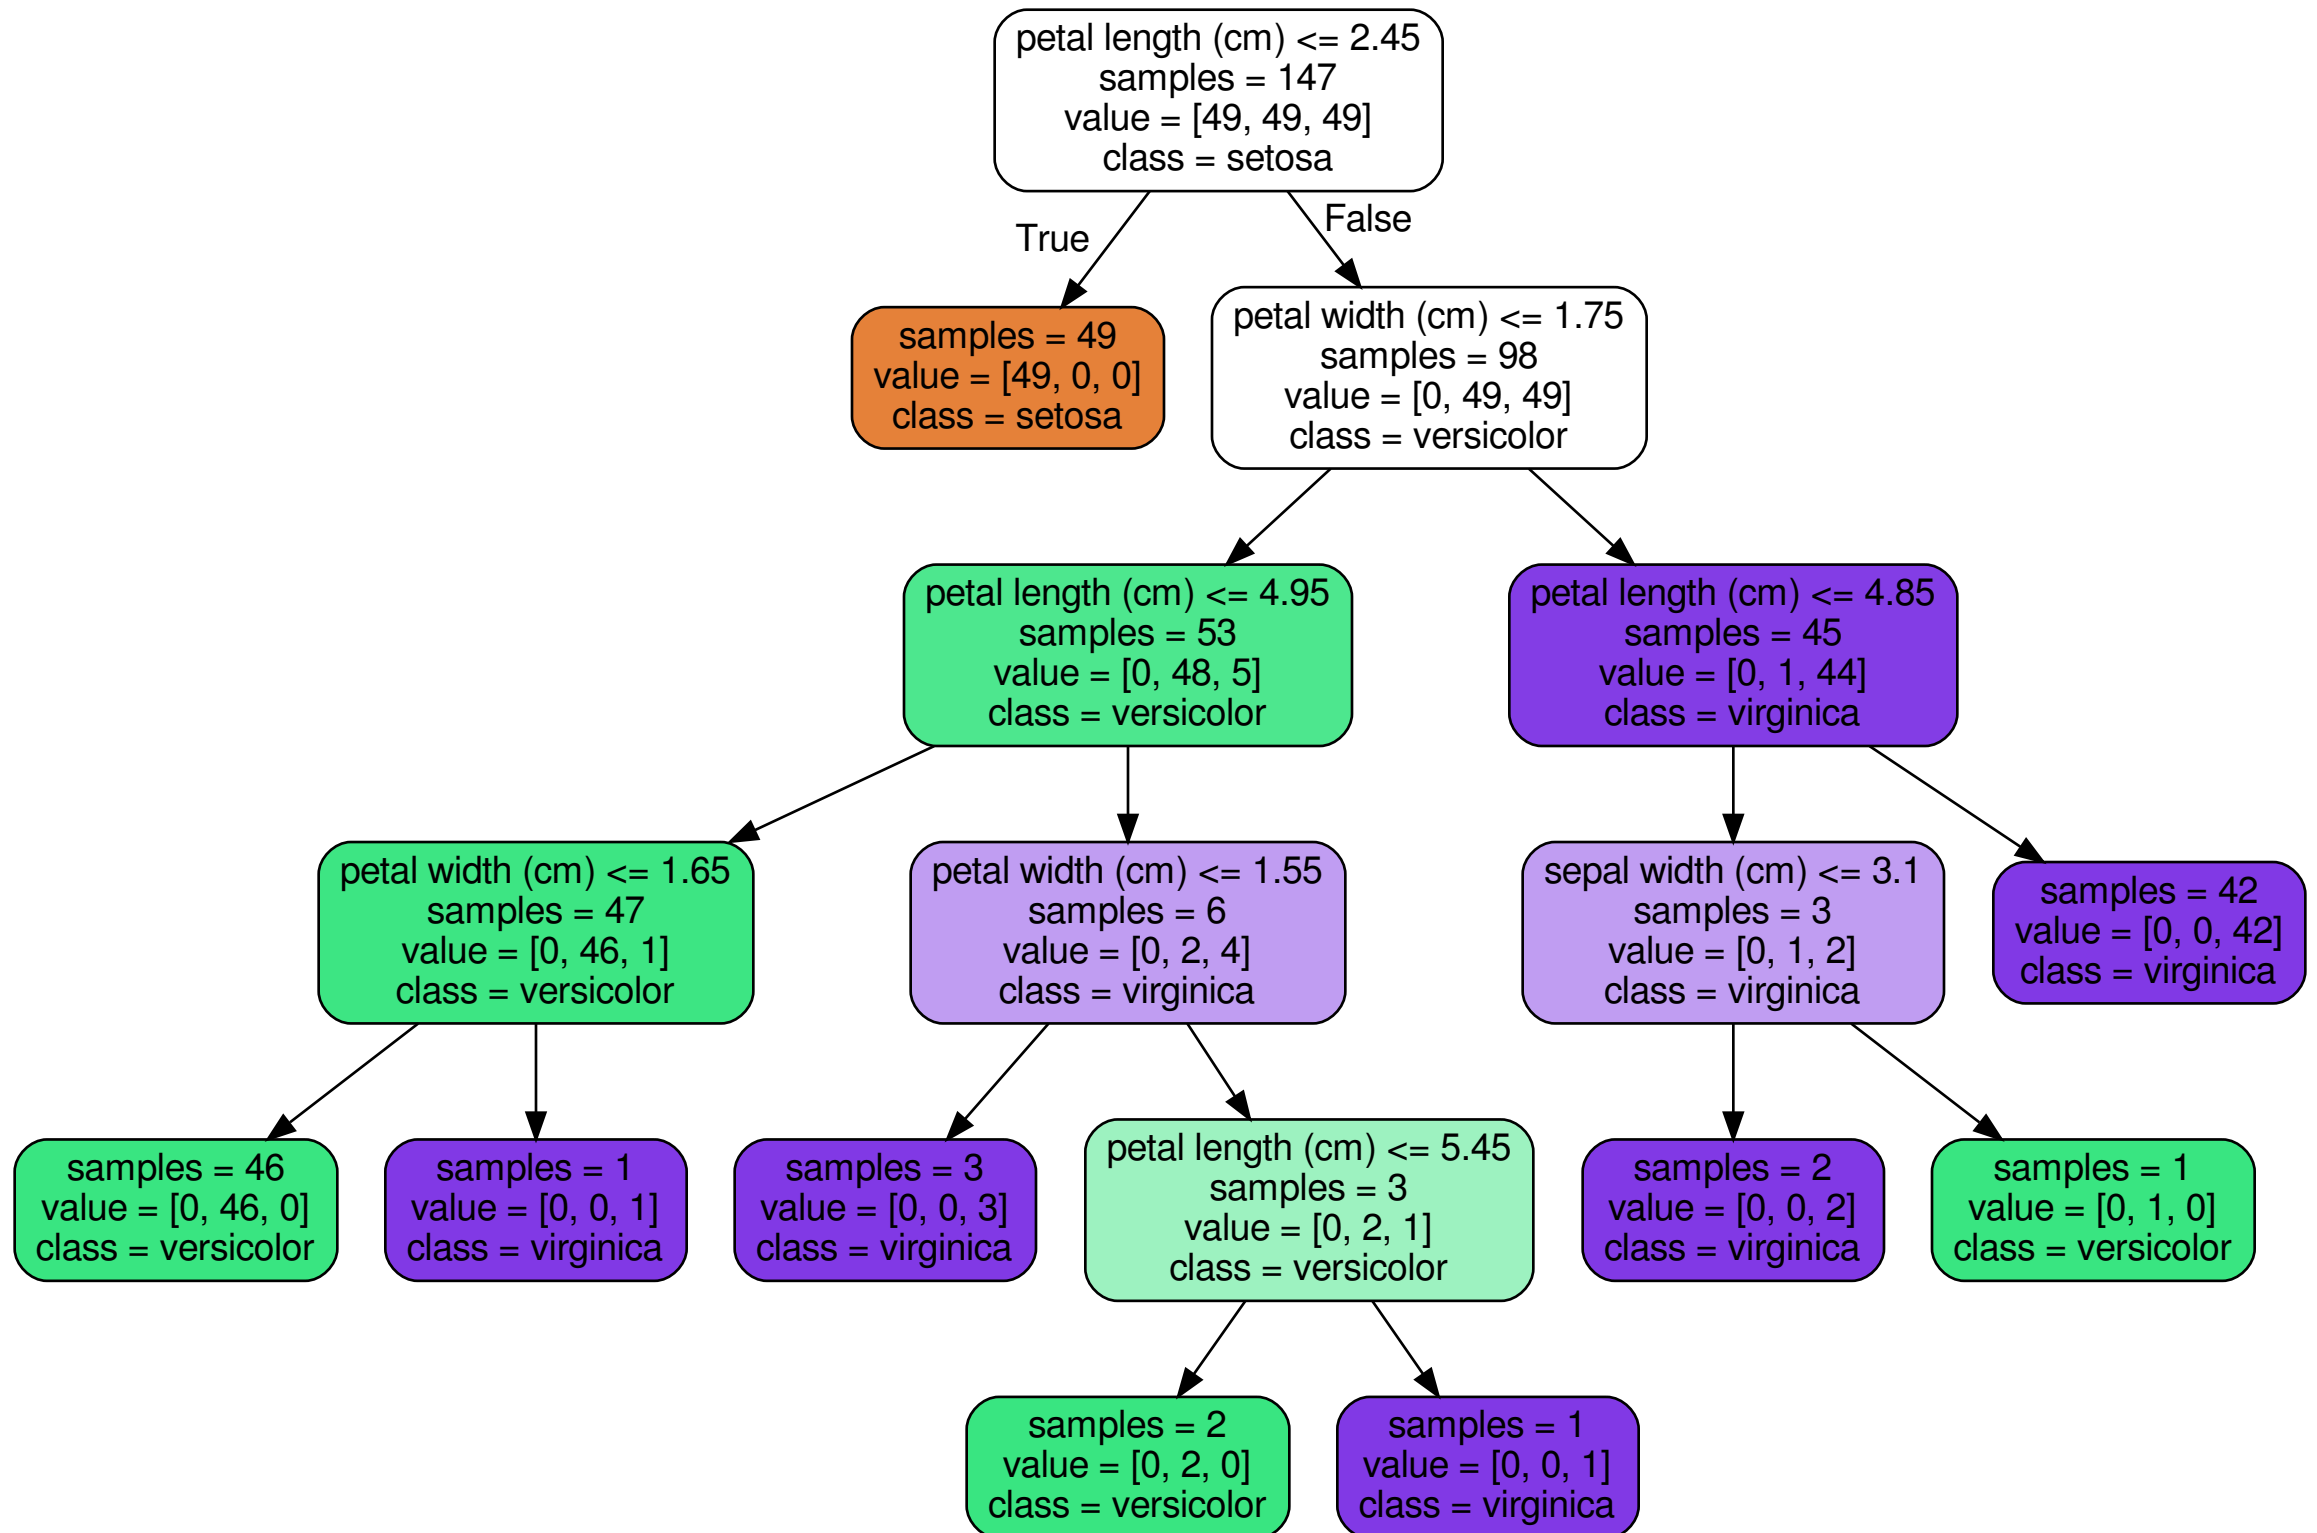 petal length (cm) <= 2.45
samples = 147
value = [49, 49, 49]
class = setosa
True
False
samples = 49
value = [49, 0, 0]
class = setosa
petal width (cm) <= 1.75
samples = 98
value = [0, 49, 49]
class = versicolor
petal length (cm) <= 4.95
samples = 53
value = [0, 48, 5]
class = versicolor
petal length (cm) <= 4.85
samples = 45
value = [0, 1, 44]
class = virginica
petal width (cm) <= 1.65
samples = 47
value = [0, 46, 1]
class = versicolor
petal width (cm) <= 1.55
samples = 6
value = [0, 2, 4]
class = virginica
sepal width (cm) <= 3.1
samples = 3
value = [0, 1, 2]
class = virginica
samples = 42
value = [0, 0, 42]
class = virginica
samples = 46
value = [0, 46, 0]
class = versicolor
samples = 1
value = [0, 0, 1]
class = virginica
samples = 3
value = [0, 0, 3]
class = virginica
petal length (cm) <= 5.45
samples = 3
value = [0, 2, 1]
class = versicolor
samples = 2
value = [0, 0, 2]
class = virginica
samples = 1
value = [0, 1, 0]
class = versicolor
samples = 2
value = [0, 2, 0]
class = versicolor
samples = 1
value = [0, 0, 1]
class = virginica